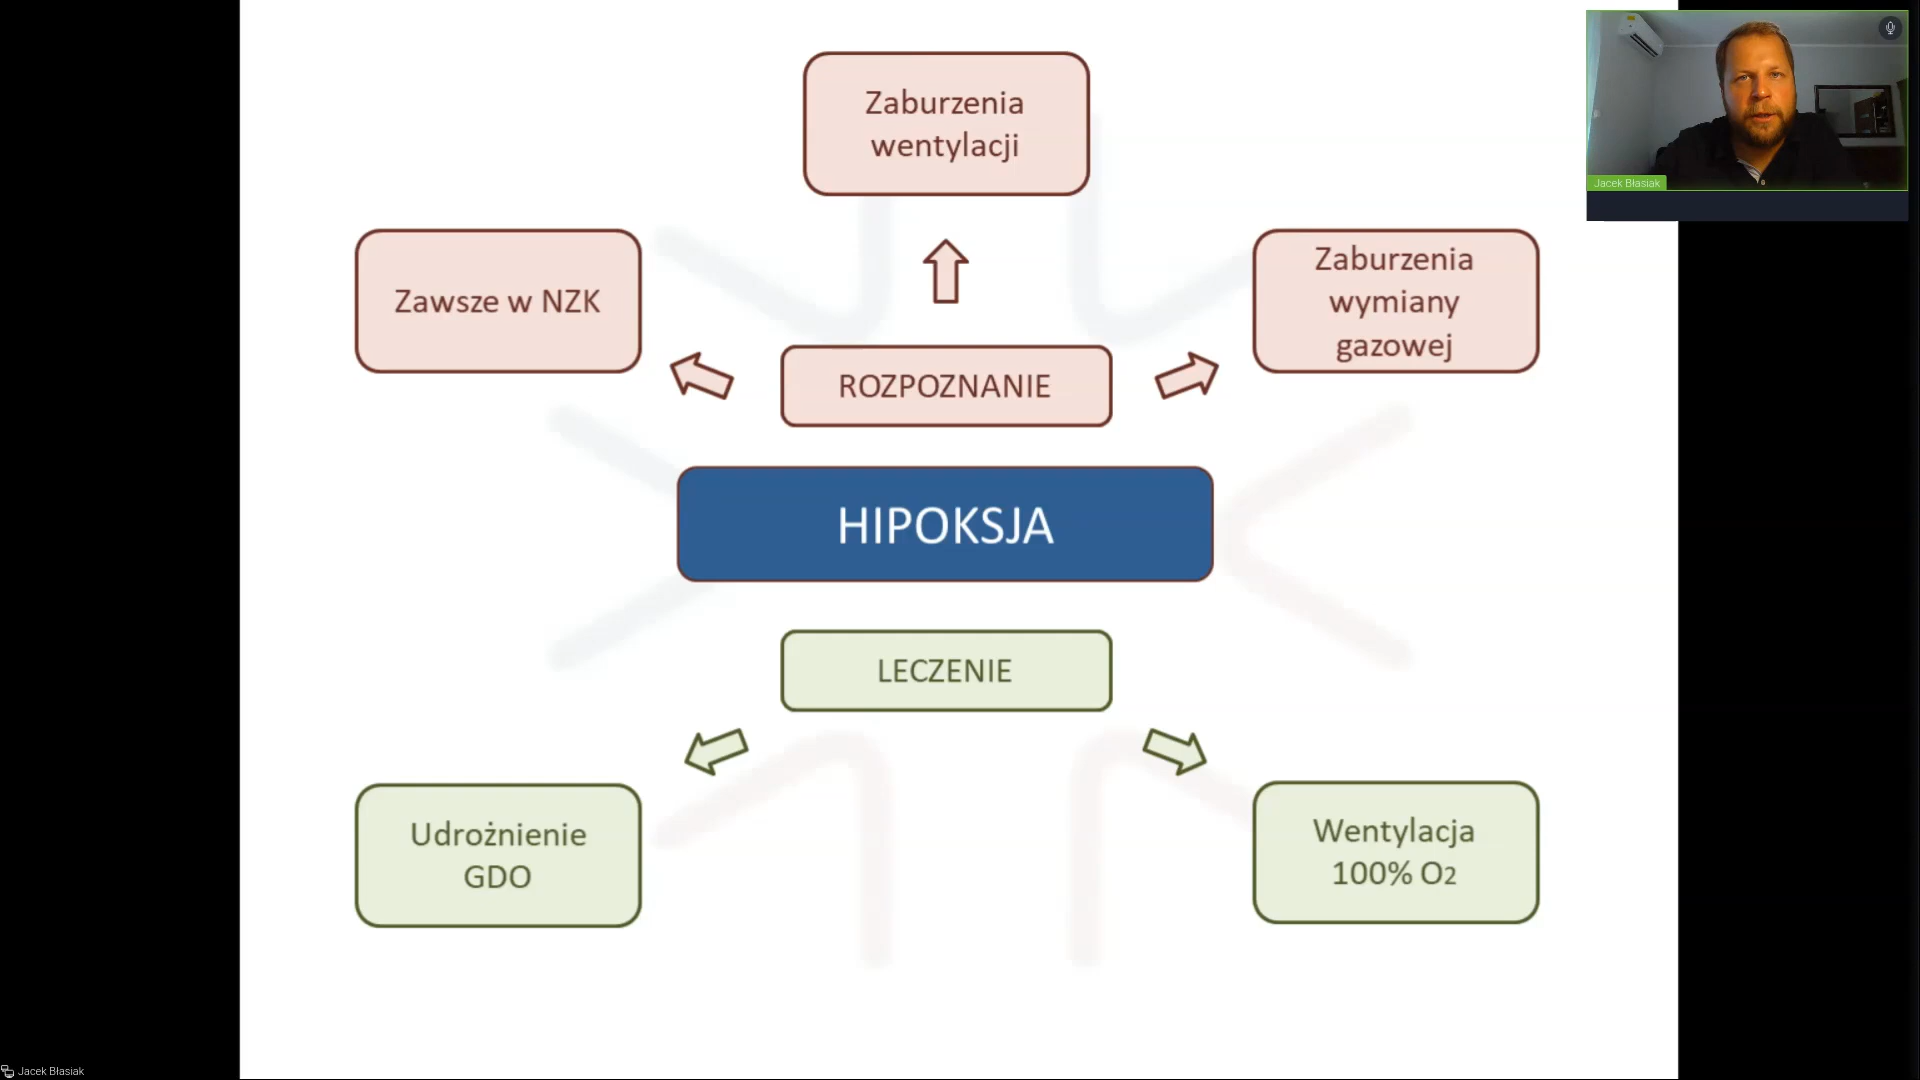 Zaburzenia
wentylacji
Jacek Błasiak
Zawsze w NZK
Zaburzenia
wymiany
gazowej
ROZPOZNANIE
HIPOKSJA
LECZENIE
Udrożnienie
GDO
Wentylacja
100% O2
Jacek Błasiak